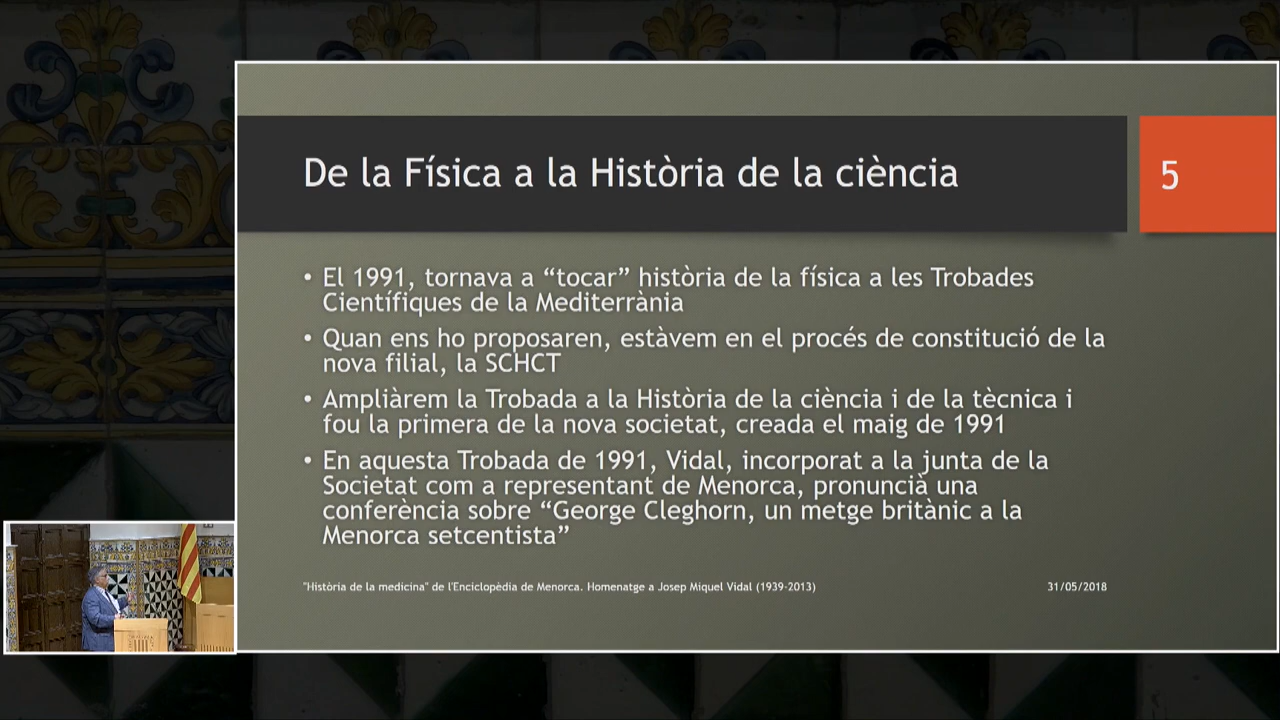 De la Física a la Història de la ciència
5
• El 1991, tornava a “tocar” història de la física a les Trobades
Científiques de la Mediterrània
• Quan ens ho proposaren, estàvem en el procés de constitució de la
nova filial, la SCHCT
• Ampliàrem la Trobada a la Història de la ciència i de la tècnica i
fou la primera de la nova societat, creada el maig de 1991
• En aquesta Trobada de 1991, Vidal, incorporat a la junta de la
Societat com a representant de Menorca, pronuncià una
conferència sobre “George Cleghorn, un metge britànic a la
Menorca setcentista”
"Història de la medicina" de l'Enciclopèdia de Menorca. Homenatge a Josep Miquel Vidal (1939-2013)
31/05/2018